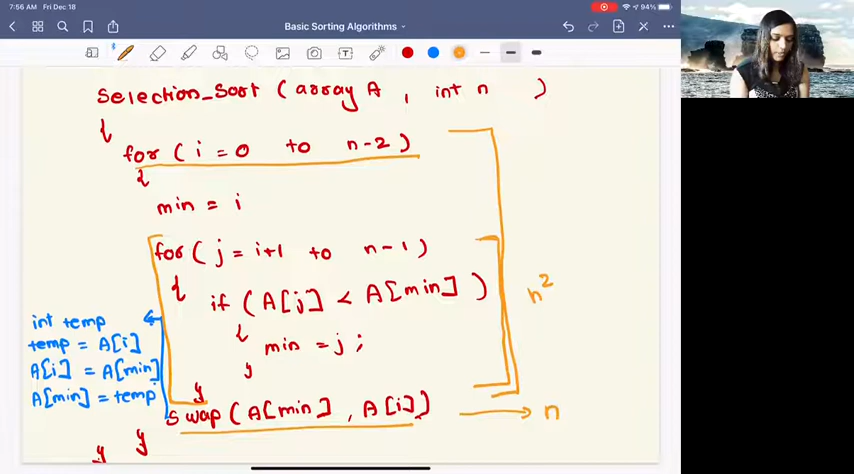 7:56 AM Fri Dec 18
94%
Basic Sorting Algorithms
Selection_Sort ( array A , int n )
{
for ( i = 0 to n-2 )
{
min = i
for ( j = i+1 to n-1 )
{
if ( A[j] < A[min] )
{
min = j ;
}
}
swap ( A[min] , A[i] )
}
}
n²
n
int temp
temp = A[i]
A[i] = A[min]
A[min] = temp